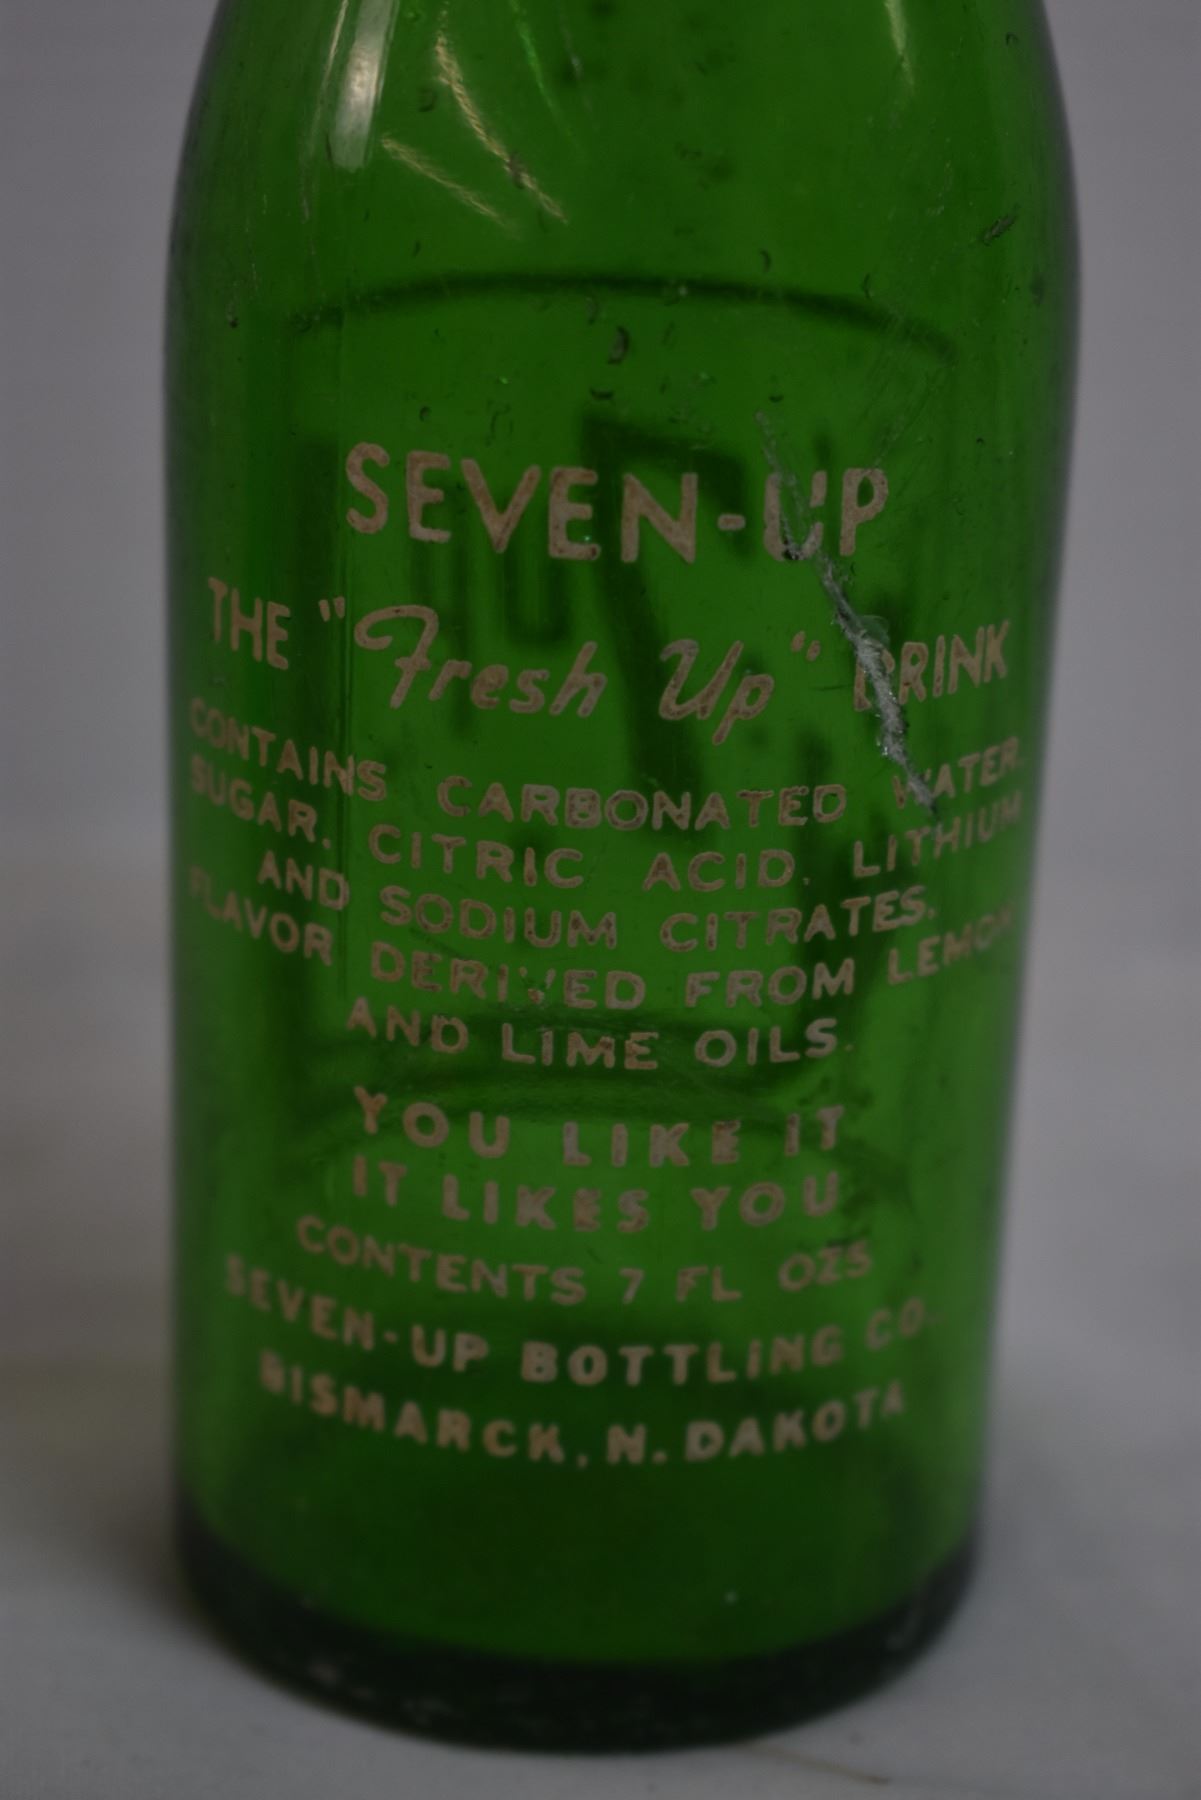 SEVEN-UP
THE "Fresh Up" DRINK
CONTAINS CARBONATED WATER,
SUGAR, CITRIC ACID, LITHIUM
AND SODIUM CITRATES.
FLAVOR DERIVED FROM LEMON
AND LIME OILS.
YOU LIKE IT
IT LIKES YOU
CONTENTS 7 FL OZS
SEVEN-UP BOTTLING CO.,
BISMARCK, N. DAKOTA